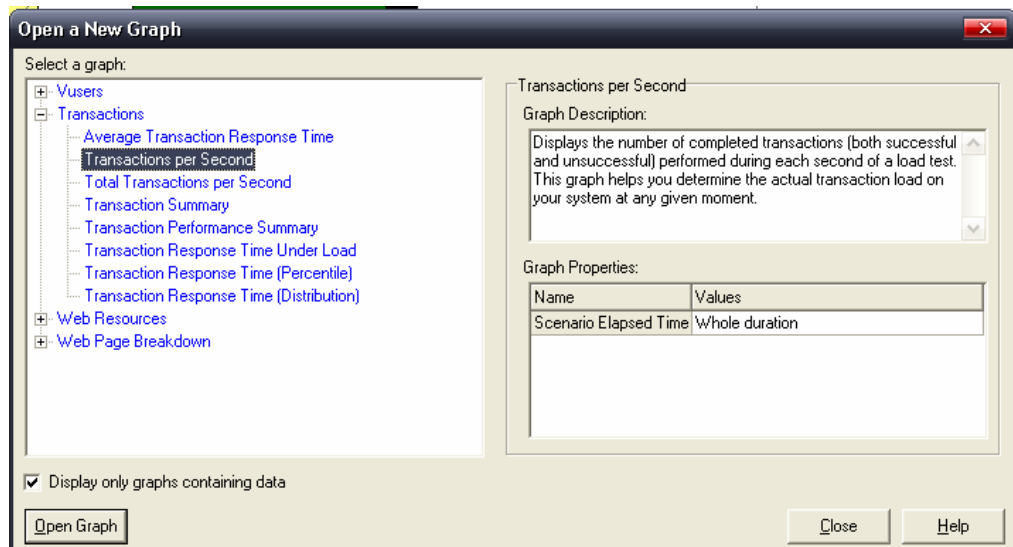 Open a New Graph
Select a graph:
Vusers
Transactions
Average Transaction Response Time
Transactions per Second
Total Transactions per Second
Transaction Summary
Transaction Performance Summary
Transaction Response Time Under Load
Transaction Response Time (Percentile)
Transaction Response Time (Distribution)
Web Resources
Web Page Breakdown
Transactions per Second
Graph Description:
Displays the number of completed transactions (both successful
and unsuccessful) performed during each second of a load test.
This graph helps you determine the actual transaction load on
your system at any given moment.
Graph Properties:
Name Values
Scenario Elapsed Time Whole duration
Display only graphs containing data
Open Graph Close Help